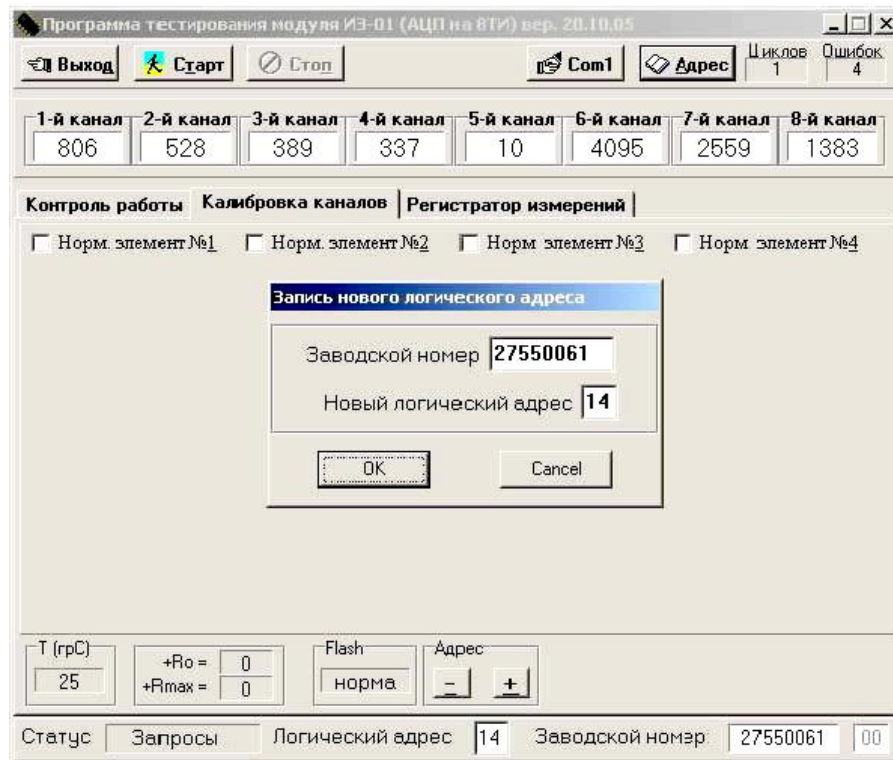 Программа тестирования модуля ИЗ-01 (АЦП на 8ТИ) вер. 20.10.05
Выход Старт Стоп Com1 Адрес Циклов 1 Ошибок 4
1-й канал 2-й канал 3-й канал 4-й канал 5-й канал 6-й канал 7-й канал 8-й канал
806 528 389 337 10 4095 2559 1383
Контроль работы Калибровка каналов Регистратор измерений
Норм. элемент №1 Норм. элемент №2 Норм элемент №3 Норм элемент №4
Запись нового логического адреса
Заводской номер 27550061
Новый логический адрес 14
OK Cancel
T (грС) Flash Адрес
+Ro = 0
25 норма - +
+Rmax = 0
Статус Запросы Логический адрес 14 Заводской номэр 27550061 00